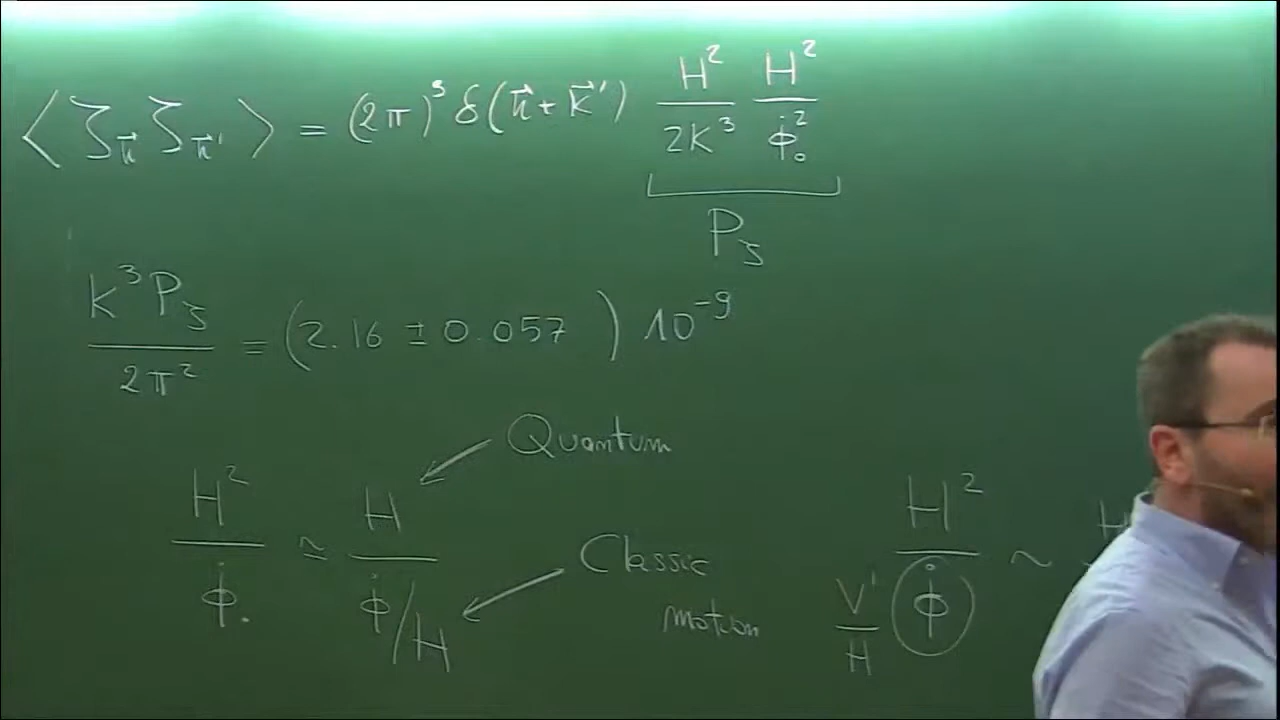 ⟨ζ_k⃗ ζ_k⃗'⟩ = (2π)³ δ(k⃗ + k⃗') H²/2k³ H²/φ̇₀²
P_ζ
k³P_ζ/2π² = (2.16 ± 0.057) 10⁻⁹
Quantum
H²/φ̇₀ ≃ H/(φ̇/H)
Classic
motion
H²/φ̇ ~ H
V'/H